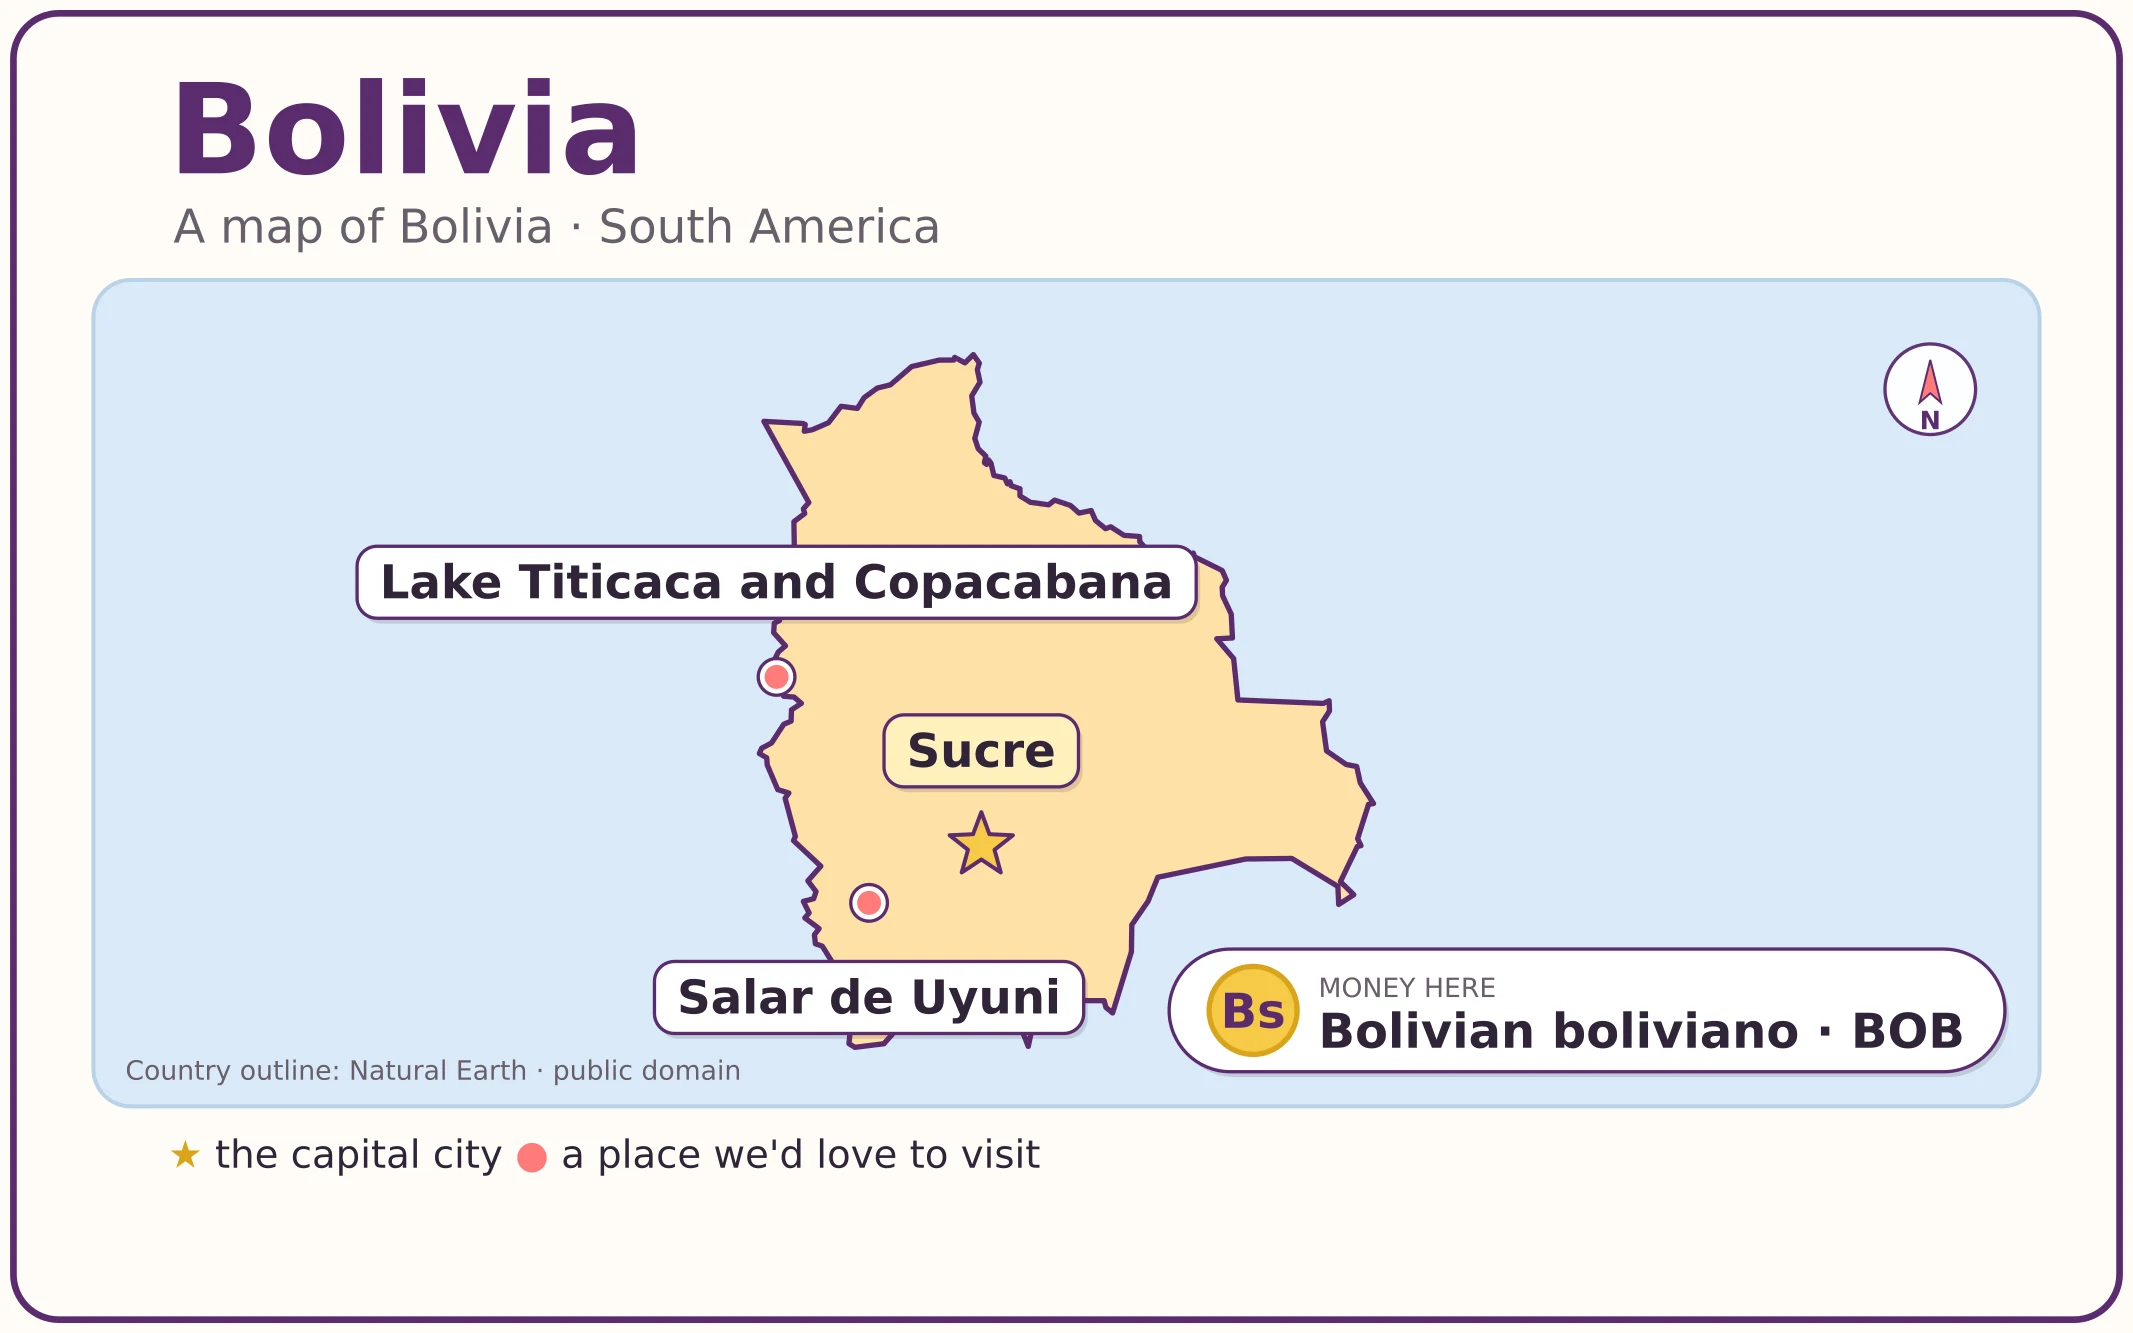 Bolivia
A map of Bolivia · South America
N
Lake Titicaca and Copacabana
Sucre
Salar de Uyuni
Bs
MONEY HERE
Bolivian boliviano · BOB
Country outline: Natural Earth · public domain
★ the capital city ● a place we'd love to visit